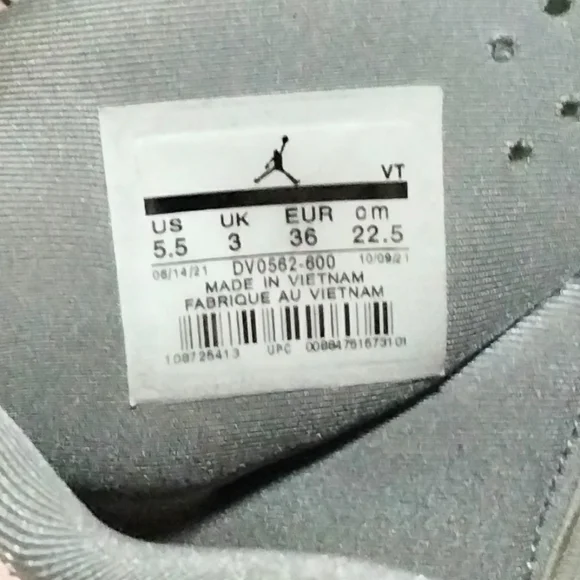 VT
US UK EUR cm
5.5 3 36 22.5
08/14/21 DV0562-600 10/09/21
MADE IN VIETNAM
FABRIQUE AU VIETNAM
108725413 UPC 00884751573101